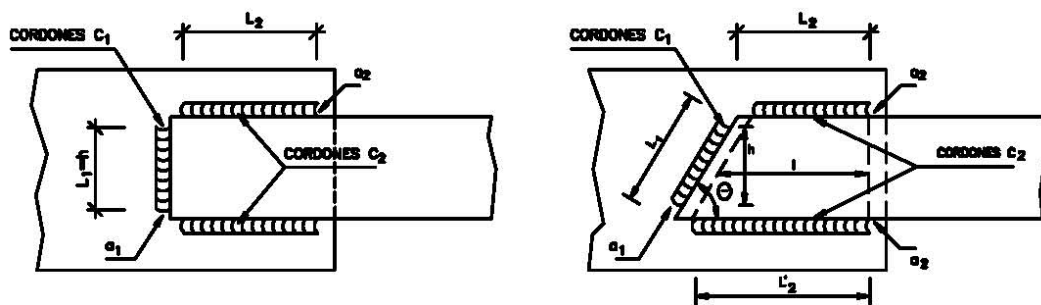 L₂
CORDONES C₁
a₂
L₁=h
CORDONES C₂
a₁
L₂
CORDONES C₁
a₂
L₁
h
CORDONES C₂
l
Θ
a₁
a₂
L'₂